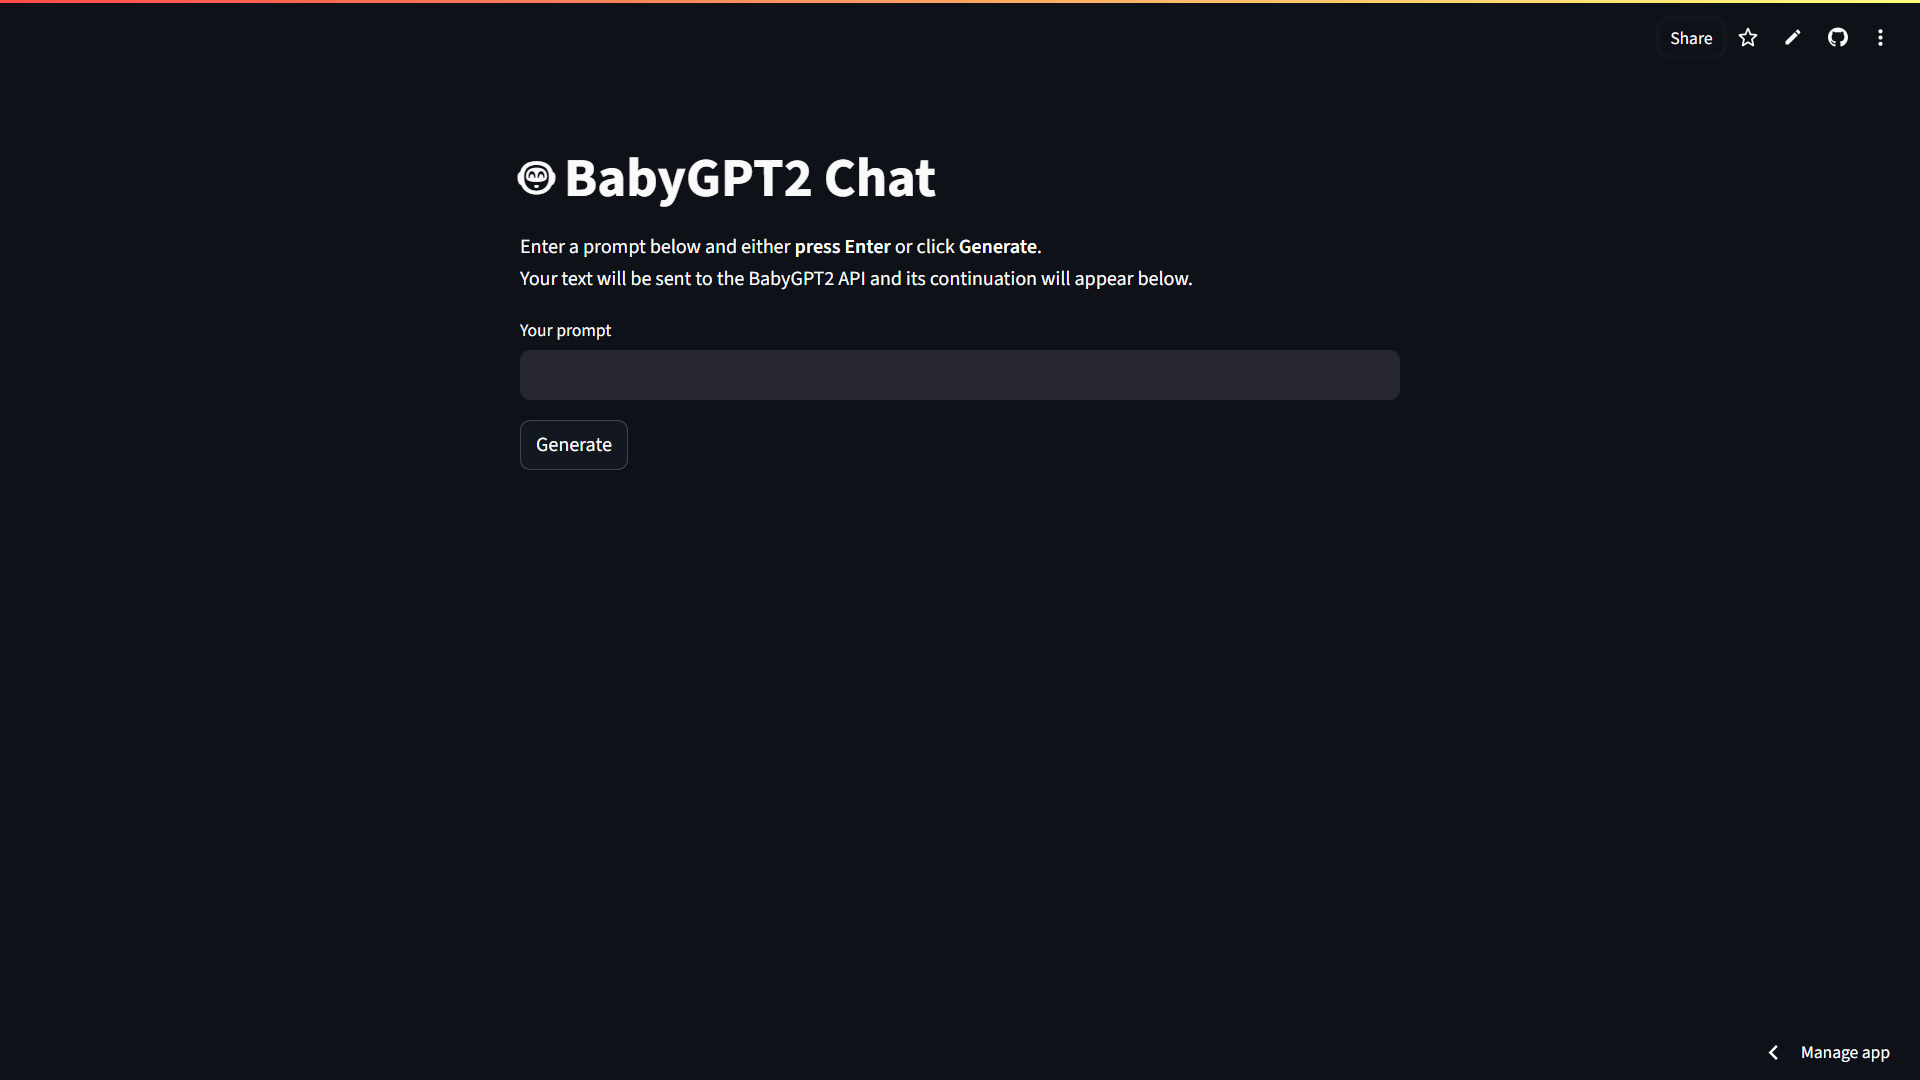 Share
BabyGPT2 Chat
Enter a prompt below and either press Enter or click Generate.
Your text will be sent to the BabyGPT2 API and its continuation will appear below.
Your prompt
Generate
Manage app